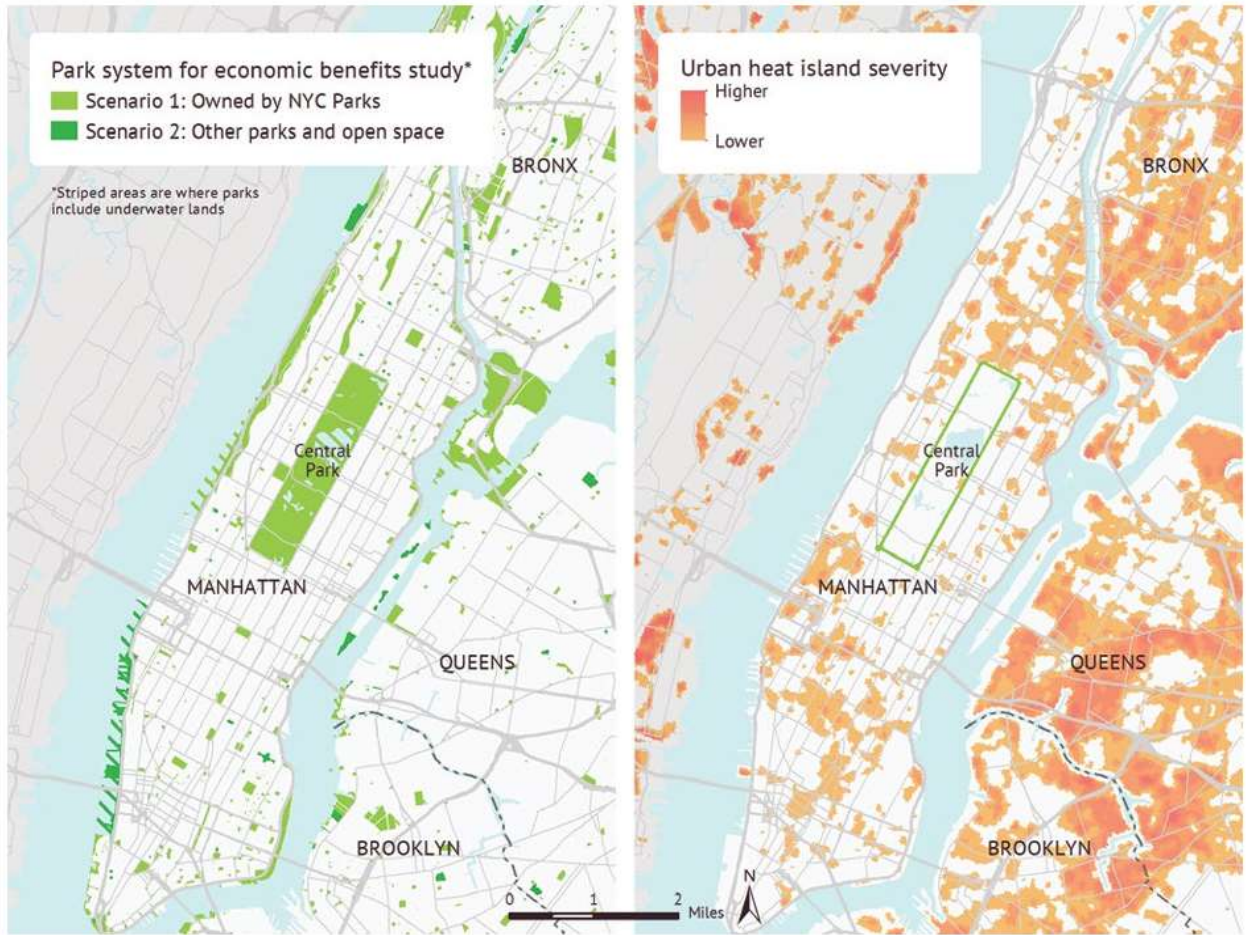 Park system for economic benefits study*
Scenario 1: Owned by NYC Parks
Scenario 2: Other parks and open space
*Striped areas are where parks
include underwater lands
BRONX
Central
Park
MANHATTAN
QUEENS
BROOKLYN
0 1 2
Miles
Urban heat island severity
Higher
Lower
BRONX
Central
Park
MANHATTAN
QUEENS
BROOKLYN
N